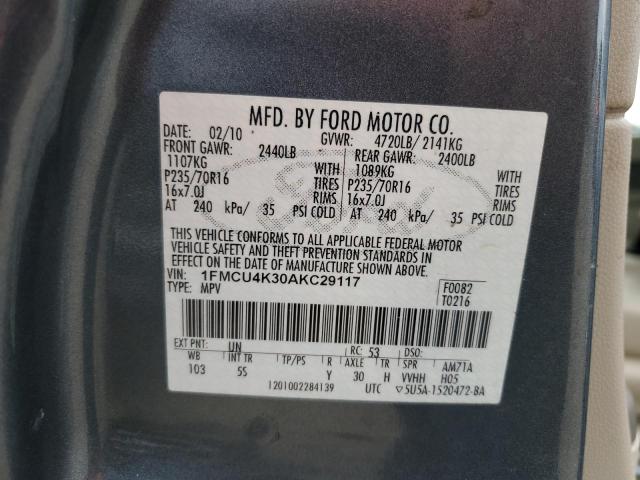 MFD. BY FORD MOTOR CO.
DATE: 02/10 GVWR: 4720LB/ 2141KG
FRONT GAWR: 2440LB REAR GAWR: 2400LB
1107KG WITH 1089KG WITH
P235/70R16 TIRES P235/70R16 TIRES
16x7.0J RIMS 16x7.0J RIMS
AT 240 kPa/ 35 PSI COLD AT 240 kPa/ 35 PSI COLD
Ford
THIS VEHICLE CONFORMS TO ALL APPLICABLE FEDERAL MOTOR
VEHICLE SAFETY AND THEFT PREVENTION STANDARDS IN
EFFECT ON THE DATE OF MANUFACTURE SHOWN ABOVE.
VIN: 1FMCU4K30AKC29117 F0082
TYPE: MPV T0216
EXT PNT: UN RC: 53 DSO:
WB INT TR TP/PS R AXLE TR SPR AM71A
103 55 Y 30 H VVHH H05
1201002284139 UTC ▽5U5A-1520472-BA